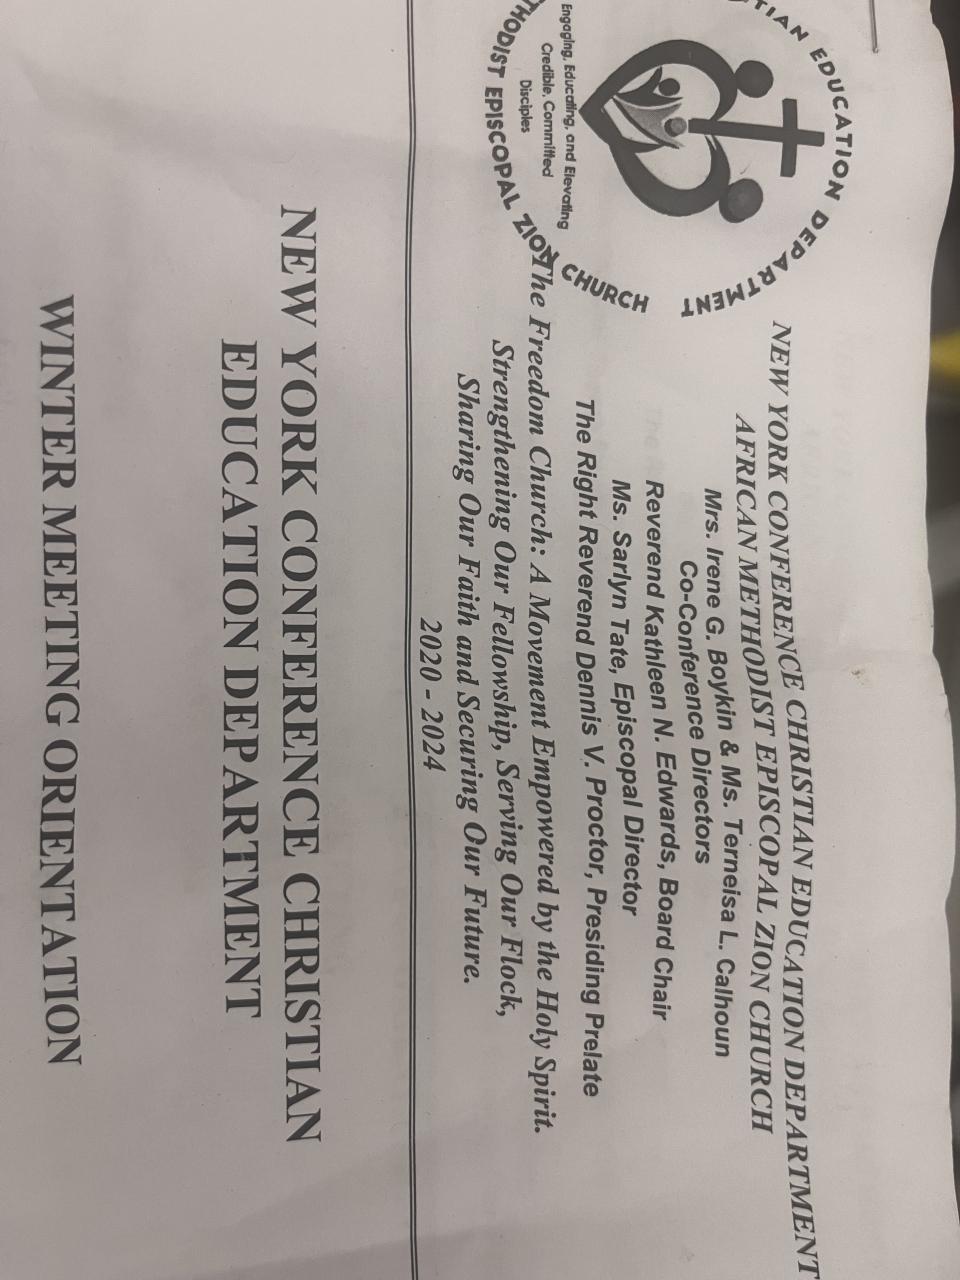 TIAN EDUCATION DEPARTMENT
THODIST EPISCOPAL ZION CHURCH
Engaging, Educating, and Elevating
Credible, Committed
Disciples
NEW YORK CONFERENCE CHRISTIAN EDUCATION DEPARTMENT
AFRICAN METHODIST EPISCOPAL ZION CHURCH
Mrs. Irene G. Boykin & Ms. Terneisa L. Calhoun
Co-Conference Directors
Reverend Kathleen N. Edwards, Board Chair
Ms. Sarlyn Tate, Episcopal Director
The Right Reverend Dennis V. Proctor, Presiding Prelate
The Freedom Church: A Movement Empowered by the Holy Spirit.
Strengthening Our Fellowship, Serving Our Flock,
Sharing Our Faith and Securing Our Future.
2020 - 2024
NEW YORK CONFERENCE CHRISTIAN
EDUCATION DEPARTMENT
WINTER MEETING ORIENTATION